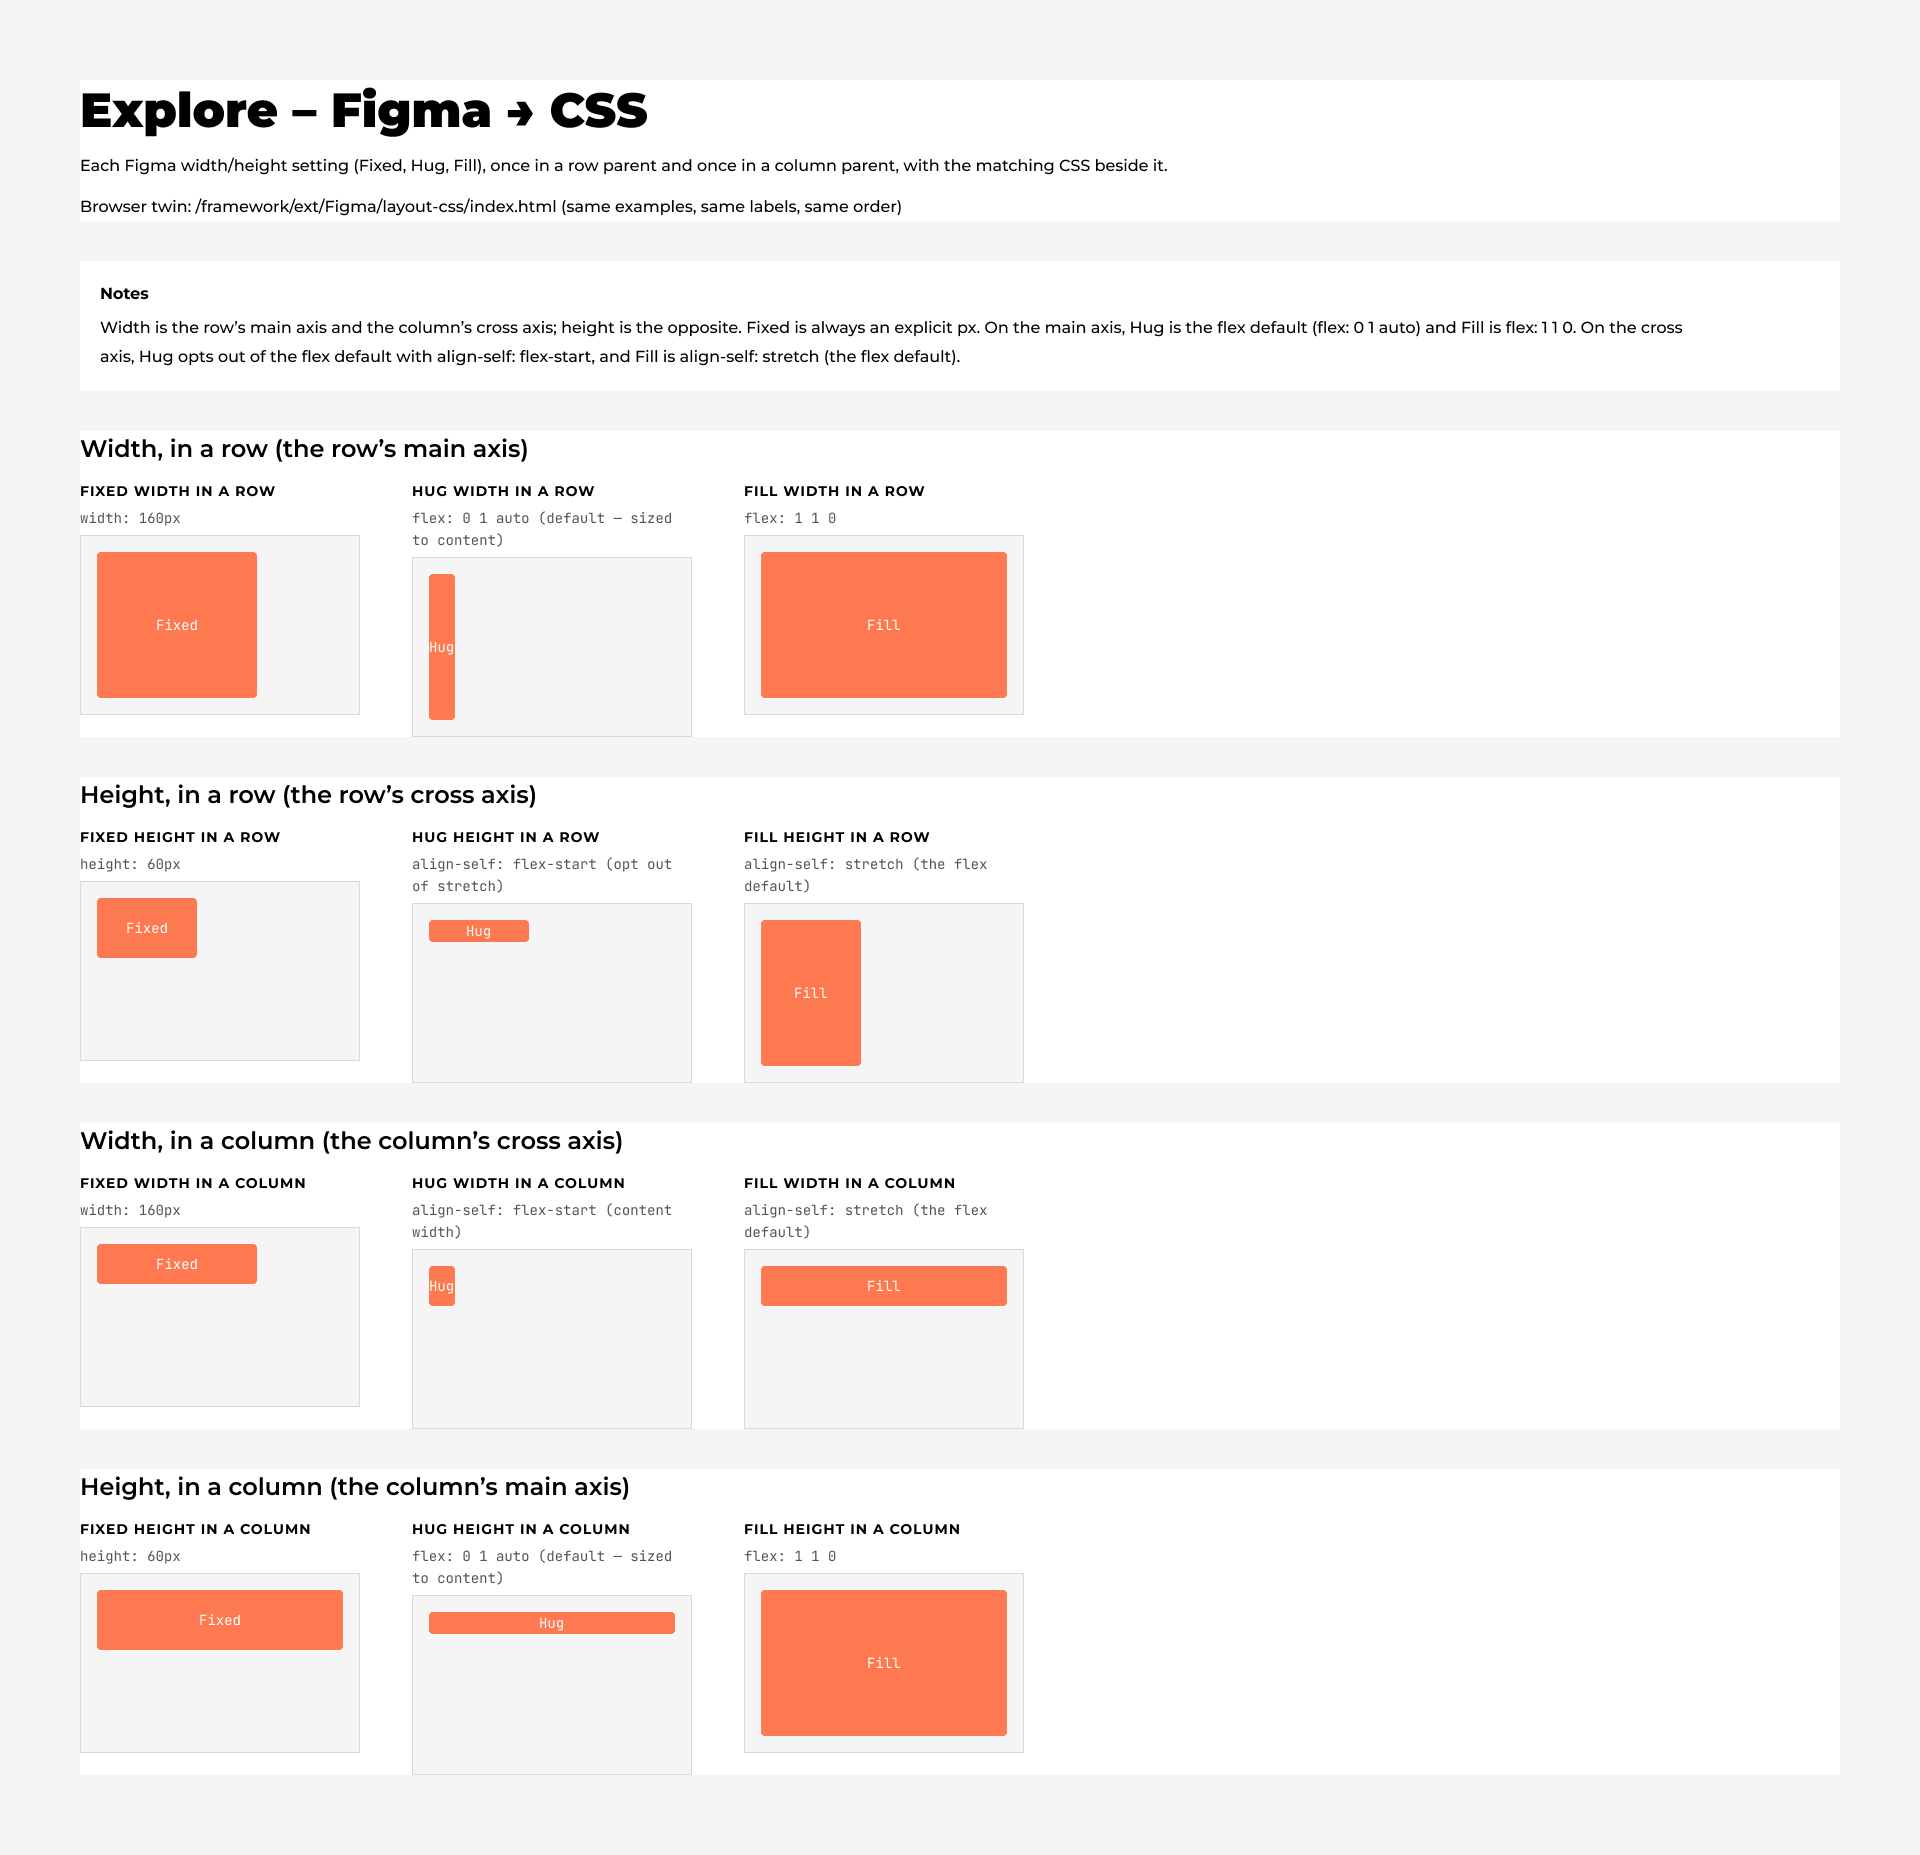 Explore – Figma → CSS
Each Figma width/height setting (Fixed, Hug, Fill), once in a row parent and once in a column parent, with the matching CSS beside it.
Browser twin: /framework/ext/Figma/layout-css/index.html (same examples, same labels, same order)
Notes
Width is the row’s main axis and the column’s cross axis; height is the opposite. Fixed is always an explicit px. On the main axis, Hug is the flex default (flex: 0 1 auto) and Fill is flex: 1 1 0. On the cross
axis, Hug opts out of the flex default with align-self: flex-start, and Fill is align-self: stretch (the flex default).
Width, in a row (the row’s main axis)
FIXED WIDTH IN A ROW
width: 160px
Fixed
HUG WIDTH IN A ROW
flex: 0 1 auto (default – sized
to content)
Hug
FILL WIDTH IN A ROW
flex: 1 1 0
Fill
Height, in a row (the row’s cross axis)
FIXED HEIGHT IN A ROW
height: 60px
Fixed
HUG HEIGHT IN A ROW
align-self: flex-start (opt out
of stretch)
Hug
FILL HEIGHT IN A ROW
align-self: stretch (the flex
default)
Fill
Width, in a column (the column’s cross axis)
FIXED WIDTH IN A COLUMN
width: 160px
Fixed
HUG WIDTH IN A COLUMN
align-self: flex-start (content
width)
Hug
FILL WIDTH IN A COLUMN
align-self: stretch (the flex
default)
Fill
Height, in a column (the column’s main axis)
FIXED HEIGHT IN A COLUMN
height: 60px
Fixed
HUG HEIGHT IN A COLUMN
flex: 0 1 auto (default – sized
to content)
Hug
FILL HEIGHT IN A COLUMN
flex: 1 1 0
Fill